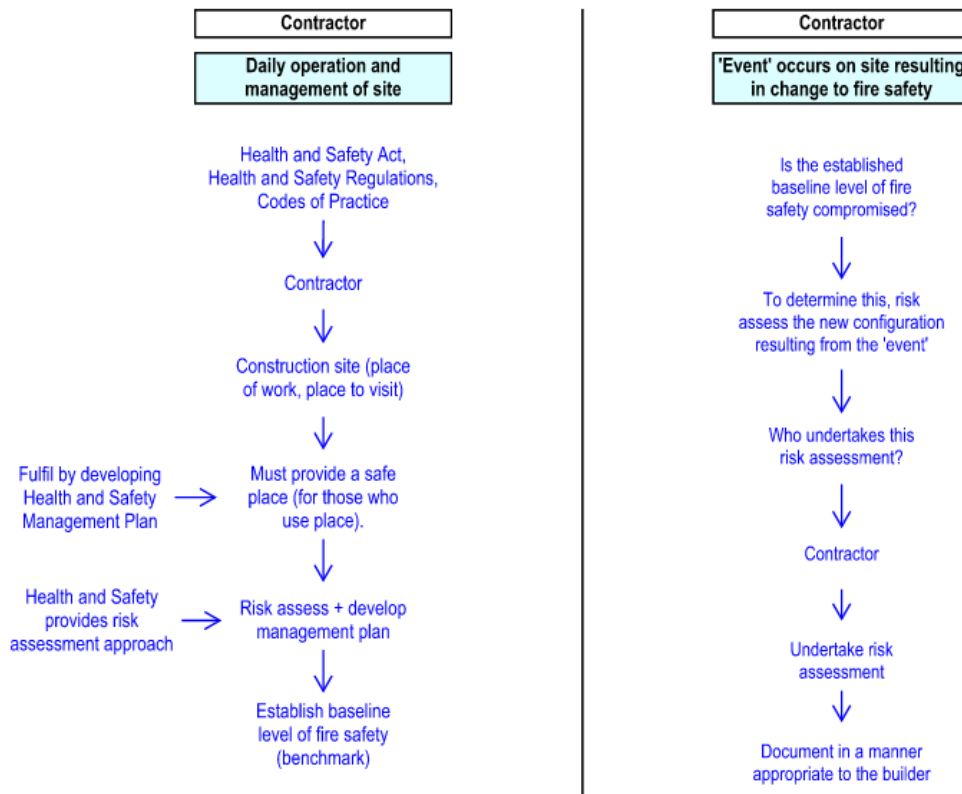 Contractor
Daily operation and
management of site
Health and Safety Act,
Health and Safety Regulations,
Codes of Practice
Contractor
Construction site (place
of work, place to visit)
Fulfil by developing
Health and Safety
Management Plan
Must provide a safe
place (for those who
use place).
Health and Safety
provides risk
assessment approach
Risk assess + develop
management plan
Establish baseline
level of fire safety
(benchmark)
Contractor
'Event' occurs on site resulting
in change to fire safety
Is the established
baseline level of fire
safety compromised?
To determine this, risk
assess the new configuration
resulting from the 'event'
Who undertakes this
risk assessment?
Contractor
Undertake risk
assessment
Document in a manner
appropriate to the builder